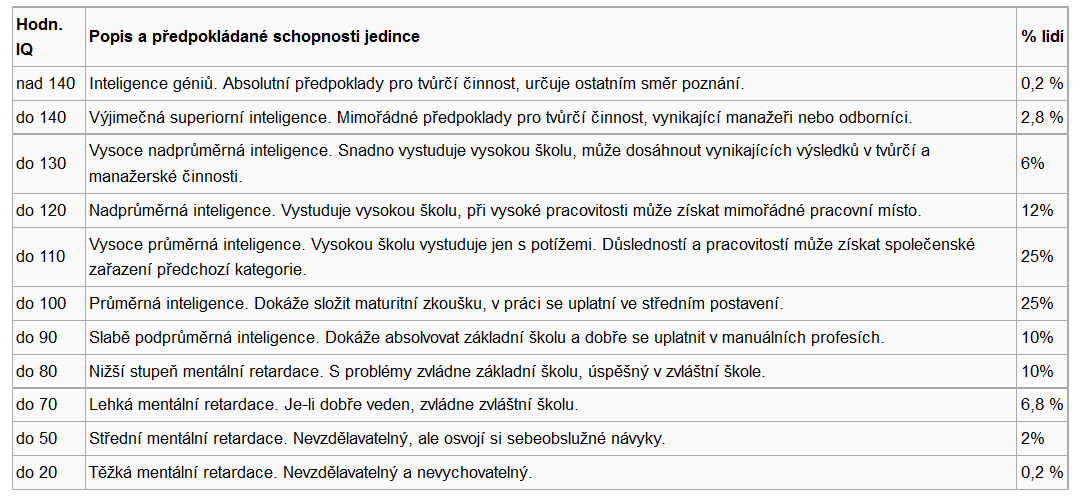 Hodn. IQ Popis a předpokládané schopnosti jedince % lidí
nad 140 Inteligence géniů. Absolutní předpoklady pro tvůrčí činnost, určuje ostatním směr poznání. 0,2 %
do 140 Výjimečná superiorní inteligence. Mimořádné předpoklady pro tvůrčí činnost, vynikající manažeři nebo odborníci. 2,8 %
do 130 Vysoce nadprůměrná inteligence. Snadno vystuduje vysokou školu, může dosáhnout vynikajících výsledků v tvůrčí a
manažerské činnosti. 6%
do 120 Nadprůměrná inteligence. Vystuduje vysokou školu, při vysoké pracovitosti může získat mimořádné pracovní místo. 12%
do 110 Vysoce průměrná inteligence. Vysokou školu vystuduje jen s potížemi. Důsledností a pracovitostí může získat společenské
zařazení předchozí kategorie. 25%
do 100 Průměrná inteligence. Dokáže složit maturitní zkoušku, v práci se uplatní ve středním postavení. 25%
do 90 Slabě podprůměrná inteligence. Dokáže absolvovat základní školu a dobře se uplatnit v manuálních profesích. 10%
do 80 Nižší stupeň mentální retardace. S problémy zvládne základní školu, úspěšný v zvláštní škole. 10%
do 70 Lehká mentální retardace. Je-li dobře veden, zvládne zvláštní školu. 6,8 %
do 50 Střední mentální retardace. Nevzdělavatelný, ale osvojí si sebeobslužné návyky. 2%
do 20 Těžká mentální retardace. Nevzdělavatelný a nevychovatelný. 0,2 %